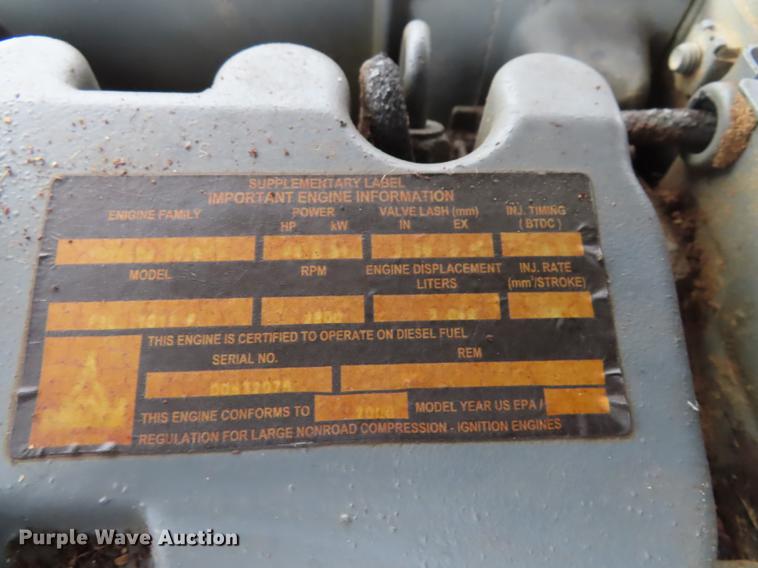 SUPPLEMENTARY LABEL
IMPORTANT ENGINE INFORMATION
ENIGINE FAMILY POWER VALVE LASH (mm) INJ. TIMING
HP kW IN EX ( BTDC )
MODEL RPM ENGINE DISPLACEMENT INJ. RATE
LITERS (mm³/STROKE)
THIS ENGINE IS CERTIFIED TO OPERATE ON DIESEL FUEL
SERIAL NO. REM
THIS ENGINE CONFORMS TO MODEL YEAR US EPA /
REGULATION FOR LARGE NONROAD COMPRESSION - IGNITION ENGINES
Purple Wave Auction